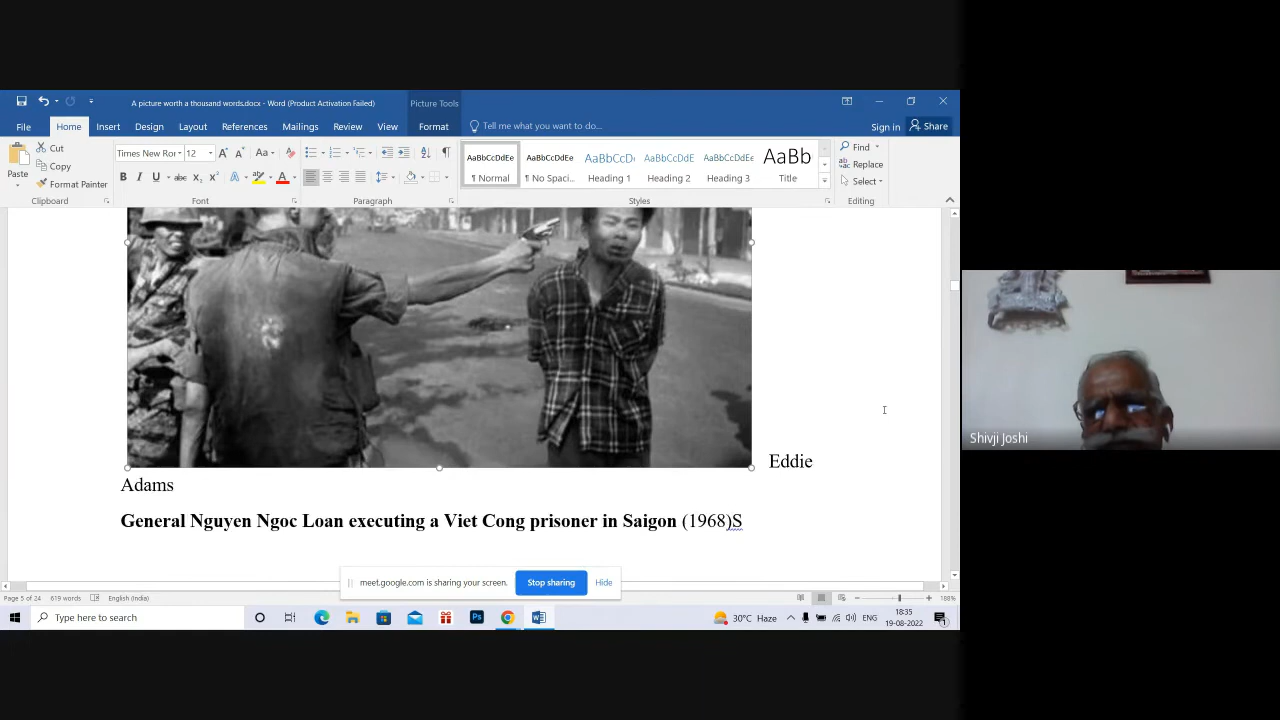 A picture worth a thousand words.docx - Word (Product Activation Failed)
Picture Tools
File
Home
Insert
Design
Layout
References
Mailings
Review
View
Format
Tell me what you want to do...
Sign in
Share
Paste
Cut
Copy
Format Painter
Clipboard
Times New Ror
12
Font
Paragraph
AaBbCcDdEe
¶ Normal
AaBbCcDdEe
¶ No Spaci...
AaBbCcD
Heading 1
AaBbCcDdE
Heading 2
AaBbCcDdE
Heading 3
AaBb
Title
Styles
Find
Replace
Select
Editing
Eddie
Adams
General Nguyen Ngoc Loan executing a Viet Cong prisoner in Saigon (1968)S
meet.google.com is sharing your screen.
Stop sharing
Hide
Page 5 of 24
619 words
English (India)
188%
Type here to search
30°C Haze
ENG
18:35
19-08-2022
Shivji Joshi